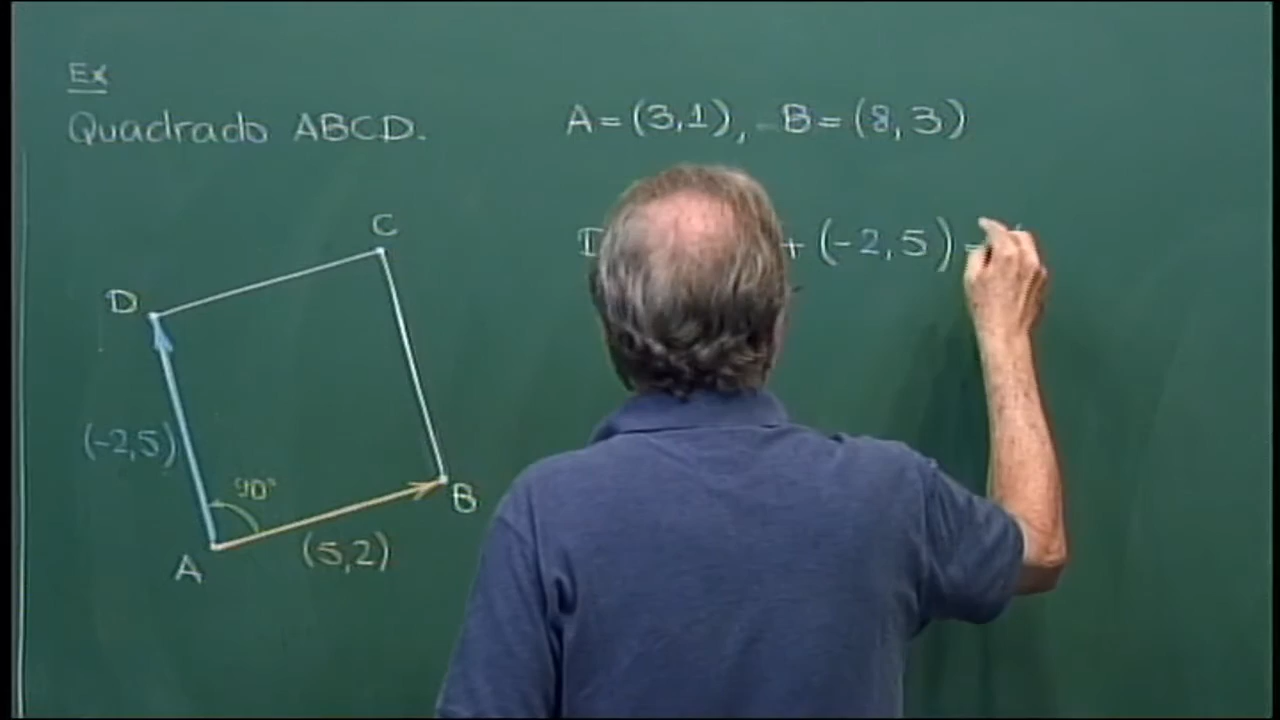 Ex
Quadrado ABCD.
A = (3,1), B = (8,3)
D + (-2,5) =
C
D
(-2,5)
90°
B
A
(5,2)